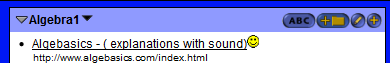 Algebra1
ABC
Algebasics - ( explanations with sound)
http://www.algebasics.com/index.html